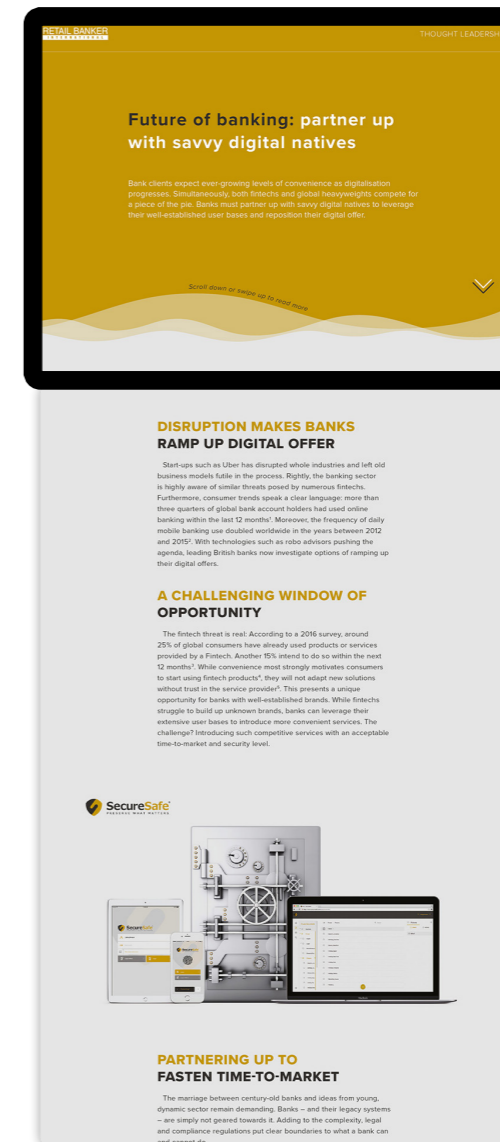 RETAIL BANKER
INTERNATIONAL
THOUGHT LEADERSH
Future of banking: partner up
with savvy digital natives
Bank clients expect ever-growing levels of convenience as digitalisation
progresses. Simultaneously, both fintechs and global heavyweights compete for
a piece of the pie. Banks must partner up with savvy digital natives to leverage
their well-established user bases and reposition their digital offer.
Scroll down or swipe up to read more
DISRUPTION MAKES BANKS
RAMP UP DIGITAL OFFER
Start-ups such as Uber has disrupted whole industries and left old
business models futile in the process. Rightly, the banking sector
is highly aware of similar threats posed by numerous fintechs.
Furthermore, consumer trends speak a clear language: more than
three quarters of global bank account holders had used online
banking within the last 12 months¹. Moreover, the frequency of daily
mobile banking use doubled worldwide in the years between 2012
and 2015². With technologies such as robo advisors pushing the
agenda, leading British banks now investigate options of ramping up
their digital offers.
A CHALLENGING WINDOW OF
OPPORTUNITY
The fintech threat is real: According to a 2016 survey, around
25% of global consumers have already used products or services
provided by a Fintech. Another 15% intend to do so within the next
12 months³. While convenience most strongly motivates consumers
to start using fintech products⁴, they will not adapt new solutions
without trust in the service provider⁵. This presents a unique
opportunity for banks with well-established brands. While fintechs
struggle to build up unknown brands, banks can leverage their
extensive user bases to introduce more convenient services. The
challenge? Introducing such competitive services with an acceptable
time-to-market and security level.
SecureSafe
PRESERVE WHAT MATTERS
SecureSafe
SecureSafe
PARTNERING UP TO
FASTEN TIME-TO-MARKET
The marriage between century-old banks and ideas from young,
dynamic sector remain demanding. Banks – and their legacy systems
– are simply not geared towards it. Adding to the complexity, legal
and compliance regulations put clear boundaries to what a bank can
and cannot do.